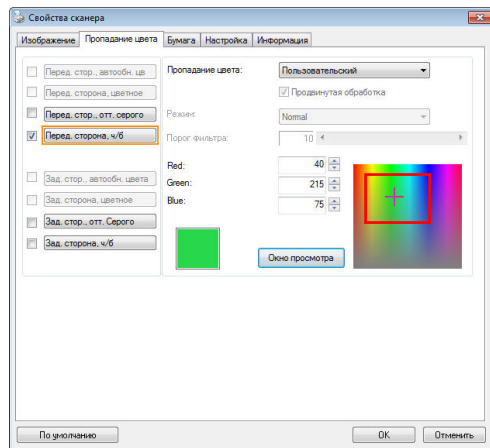 Свойства сканера
Изображение Пропадание цвета Бумага Настройка Информация
Перед. стор., автообн. цв
Перед. сторона, цветное
Перед. стор., отт. серого
Перед. сторона, ч/б
Зад. стор., автообн. цвета
Зад. сторона, цветное
Зад. стор., отт. Серого
Зад. сторона, ч/б
Пропадание цвета: Пользовательский
Продвинутая обработка
Режим: Normal
Порог фильтра: 10
Red: 40
Green: 215
Blue: 75
Окно просмотра
По умолчанию OK Отменить